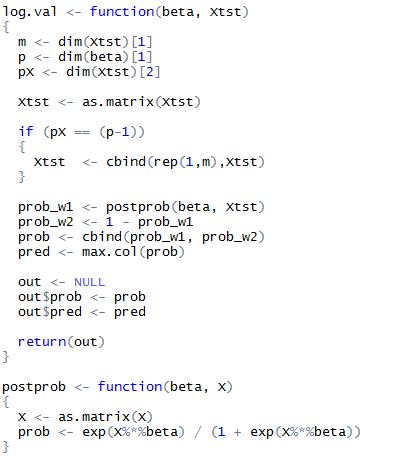 log.val <- function(beta, Xtst)
{
  m <- dim(Xtst)[1]
  p <- dim(beta)[1]
  pX <- dim(Xtst)[2]

  Xtst <- as.matrix(Xtst)

  if (pX == (p-1))
  {
    Xtst  <- cbind(rep(1,m),Xtst)
  }

  prob_w1 <- postprob(beta, Xtst)
  prob_w2 <- 1 - prob_w1
  prob <- cbind(prob_w1, prob_w2)
  pred <- max.col(prob)

  out <- NULL
  out$prob <- prob
  out$pred <- pred

  return(out)
}

postprob <- function(beta, X)
{
  X <- as.matrix(X)
  prob <- exp(X%*%beta) / (1 + exp(X%*%beta))
}